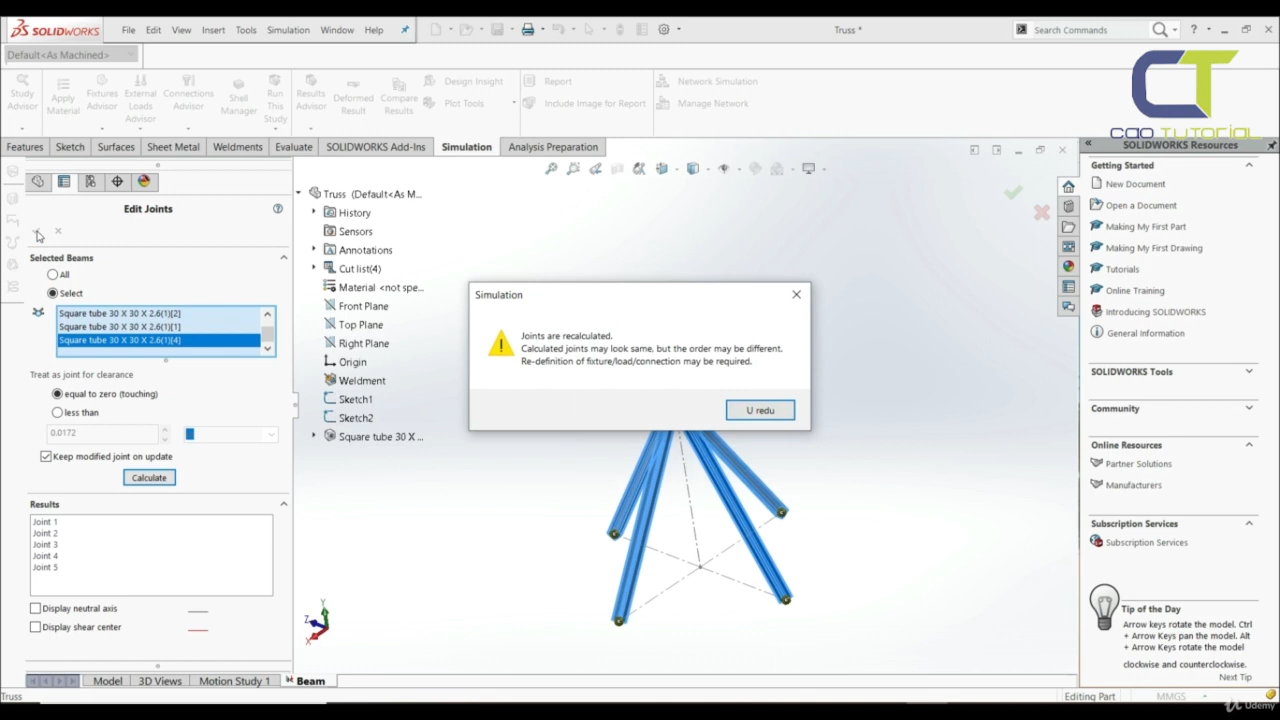 SOLIDWORKS
File Edit View Insert Tools Simulation Window Help
Truss *
Search Commands
Default<As Machined>
Study Advisor
Apply Material
Fixtures Advisor
External Loads Advisor
Connections Advisor
Shell Manager
Run This Study
Results Advisor
Deformed Result
Compare Results
Design Insight
Plot Tools
Report
Include Image for Report
Network Simulation
Manage Network
CT
CAO TUTORIAL
Features Sketch Surfaces Sheet Metal Weldments Evaluate SOLIDWORKS Add-Ins Simulation Analysis Preparation
Edit Joints
Selected Beams
All
Select
Square tube 30 X 30 X 2.6(1)[2]
Square tube 30 X 30 X 2.6(1)[1]
Square tube 30 X 30 X 2.6(1)[4]
Treat as joint for clearance
equal to zero (touching)
less than
0.0172
Keep modified joint on update
Calculate
Results
Joint 1
Joint 2
Joint 3
Joint 4
Joint 5
Display neutral axis
Display shear center
Truss (Default<As M...
History
Sensors
Annotations
Cut list(4)
Material <not spe...
Front Plane
Top Plane
Right Plane
Origin
Weldment
Sketch1
Sketch2
Square tube 30 X ...
Simulation
Joints are recalculated.
Calculated joints may look same, but the order may be different.
Re-definition of fixture/load/connection may be required.
U redu
Y
Z
X
SOLIDWORKS Resources
Getting Started
New Document
Open a Document
Making My First Part
Making My First Drawing
Tutorials
Online Training
Introducing SOLIDWORKS
General Information
SOLIDWORKS Tools
Community
Online Resources
Partner Solutions
Manufacturers
Subscription Services
Subscription Services
Tip of the Day
Arrow keys rotate the model. Ctrl
+ Arrow Keys pan the model. Alt
+ Arrow Keys rotate the model
clockwise and counterclockwise.
Next Tip
Model 3D Views Motion Study 1 Beam
Truss
Editing Part
MMGS
Udemy